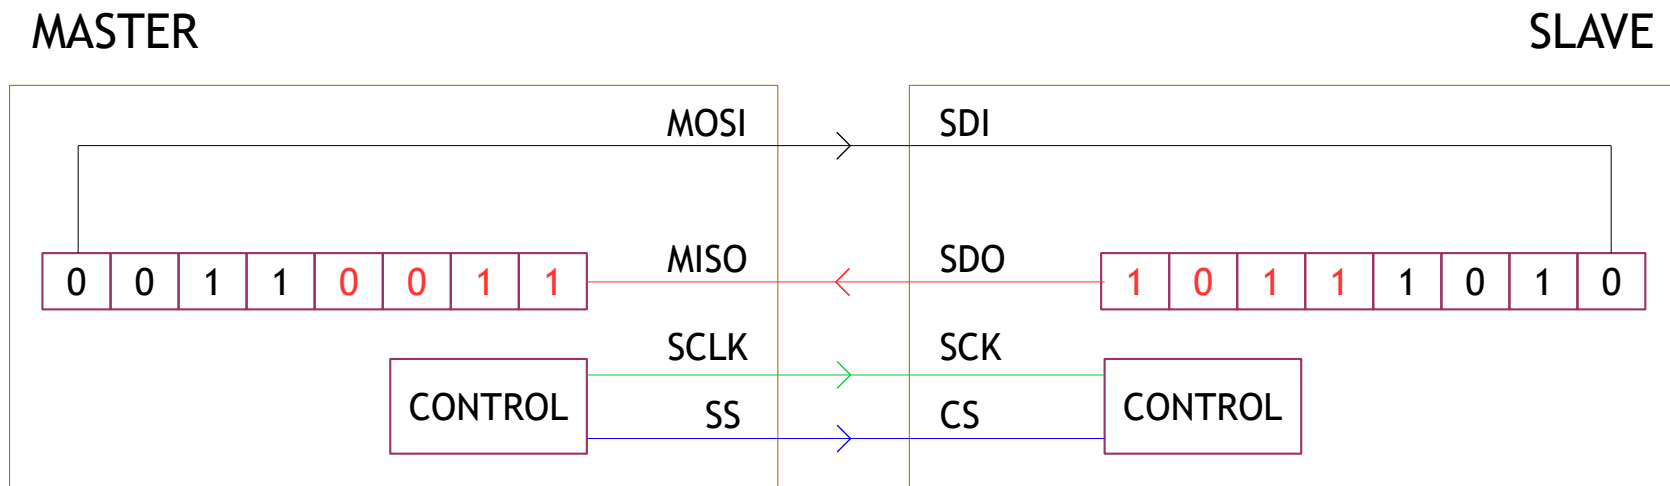 MASTER SLAVE
MOSI SDI
MISO SDO
0 0 1 1 0 0 1 1 1 0 1 1 1 0 1 0
SCLK SCK
CONTROL CONTROL
SS CS